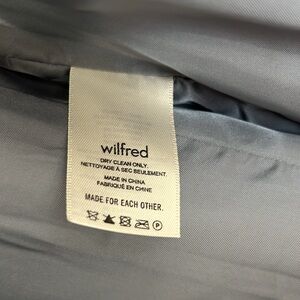 wilfred
DRY CLEAN ONLY.
NETTOYAGE À SEC SEULEMENT.
MADE IN CHINA
FABRIQUÉ EN CHINE
MADE FOR EACH OTHER.
P